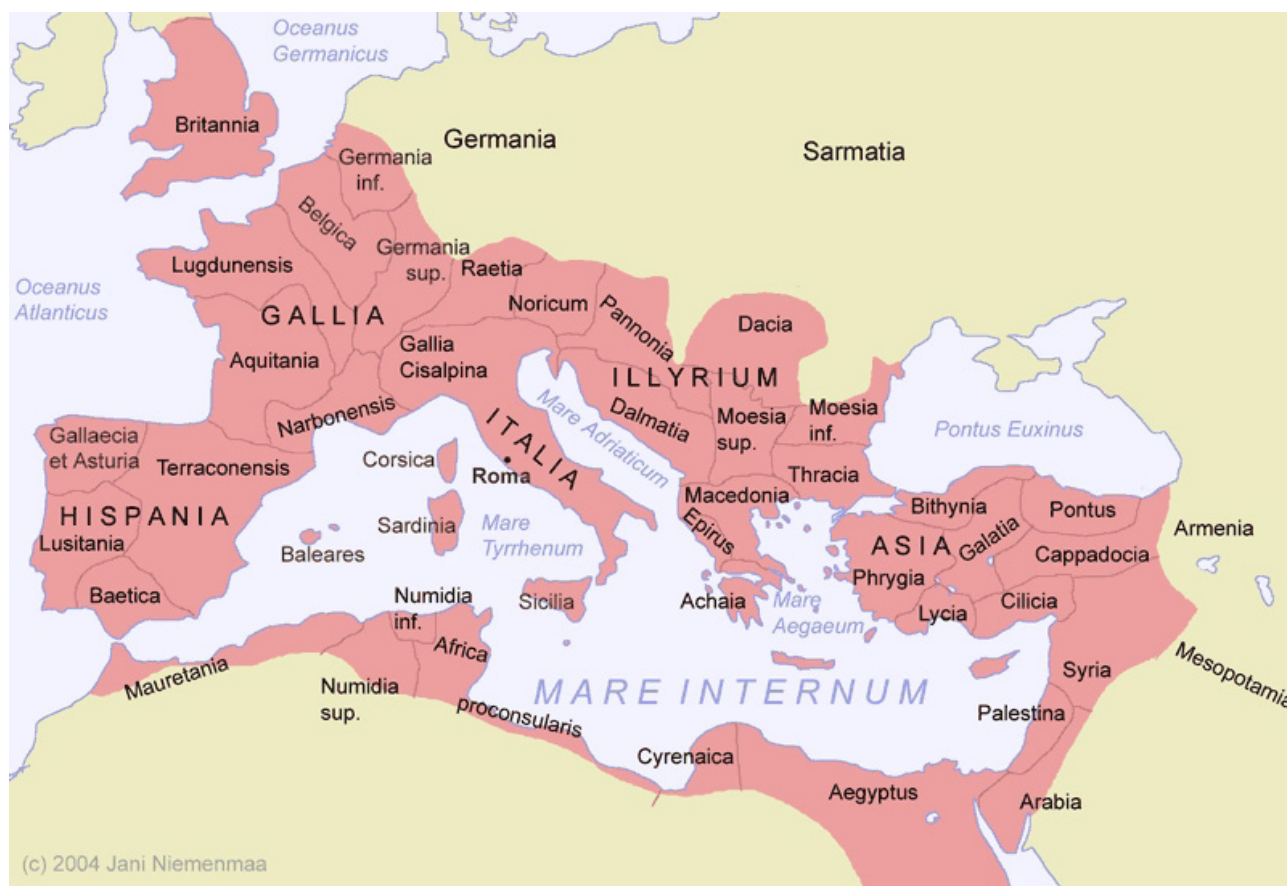 Oceanus
Germanicus
Britannia
Germania
Sarmatia
Germania
inf.
Belgica
Germania
sup.
Lugdunensis
Raetia
Oceanus
Atlanticus
Noricum
Pannonia
GALLIA
Dacia
Aquitania
Gallia
Cisalpina
ILLYRIUM
Narbonensis
Mare Adriaticum
Dalmatia
Moesia
sup.
Moesia
inf.
Pontus Euxinus
Gallaecia
et Asturia
Terraconensis
Corsica
ITALIA
Roma
Thracia
Macedonia
HISPANIA
Lusitania
Sardinia
Mare
Tyrrhenum
Epirus
Bithynia
Pontus
Galatia
Armenia
Baleares
ASIA
Cappadocia
Phrygia
Baetica
Numidia
inf.
Sicilia
Achaia
Mare
Aegaeum
Lycia
Cilicia
Africa
proconsularis
Mauretania
Numidia
sup.
MARE INTERNUM
Syria
Mesopotamia
Palestina
Cyrenaica
Aegyptus
Arabia
(c) 2004 Jani Niemenmaa